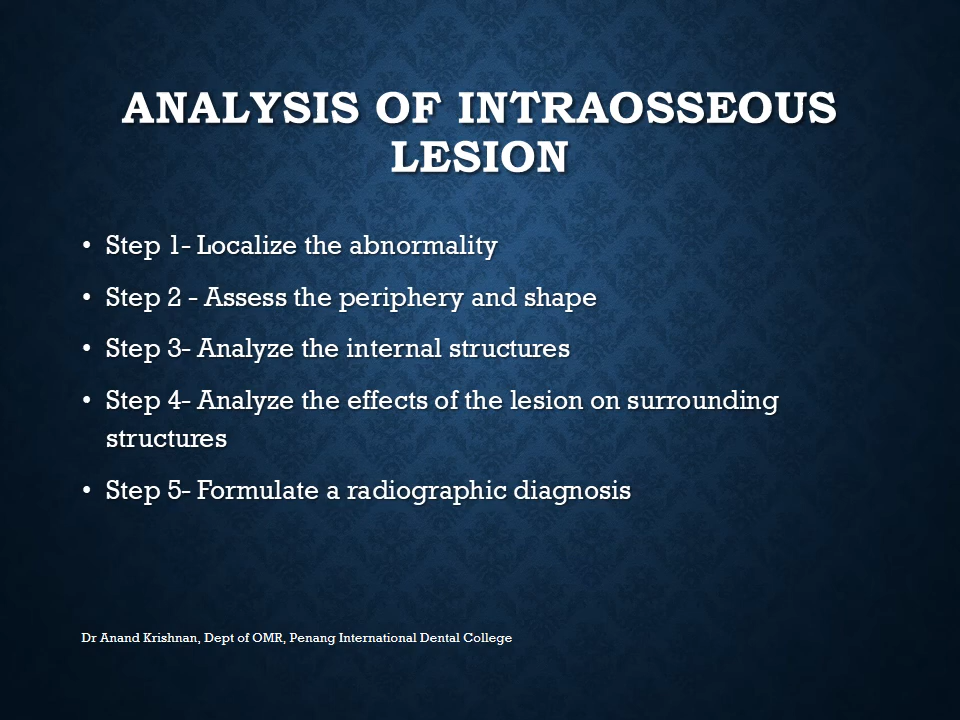 ANALYSIS OF INTRAOSSEOUS
LESION
• Step 1- Localize the abnormality
• Step 2 - Assess the periphery and shape
• Step 3- Analyze the internal structures
• Step 4- Analyze the effects of the lesion on surrounding
structures
• Step 5- Formulate a radiographic diagnosis
Dr Anand Krishnan, Dept of OMR, Penang International Dental College